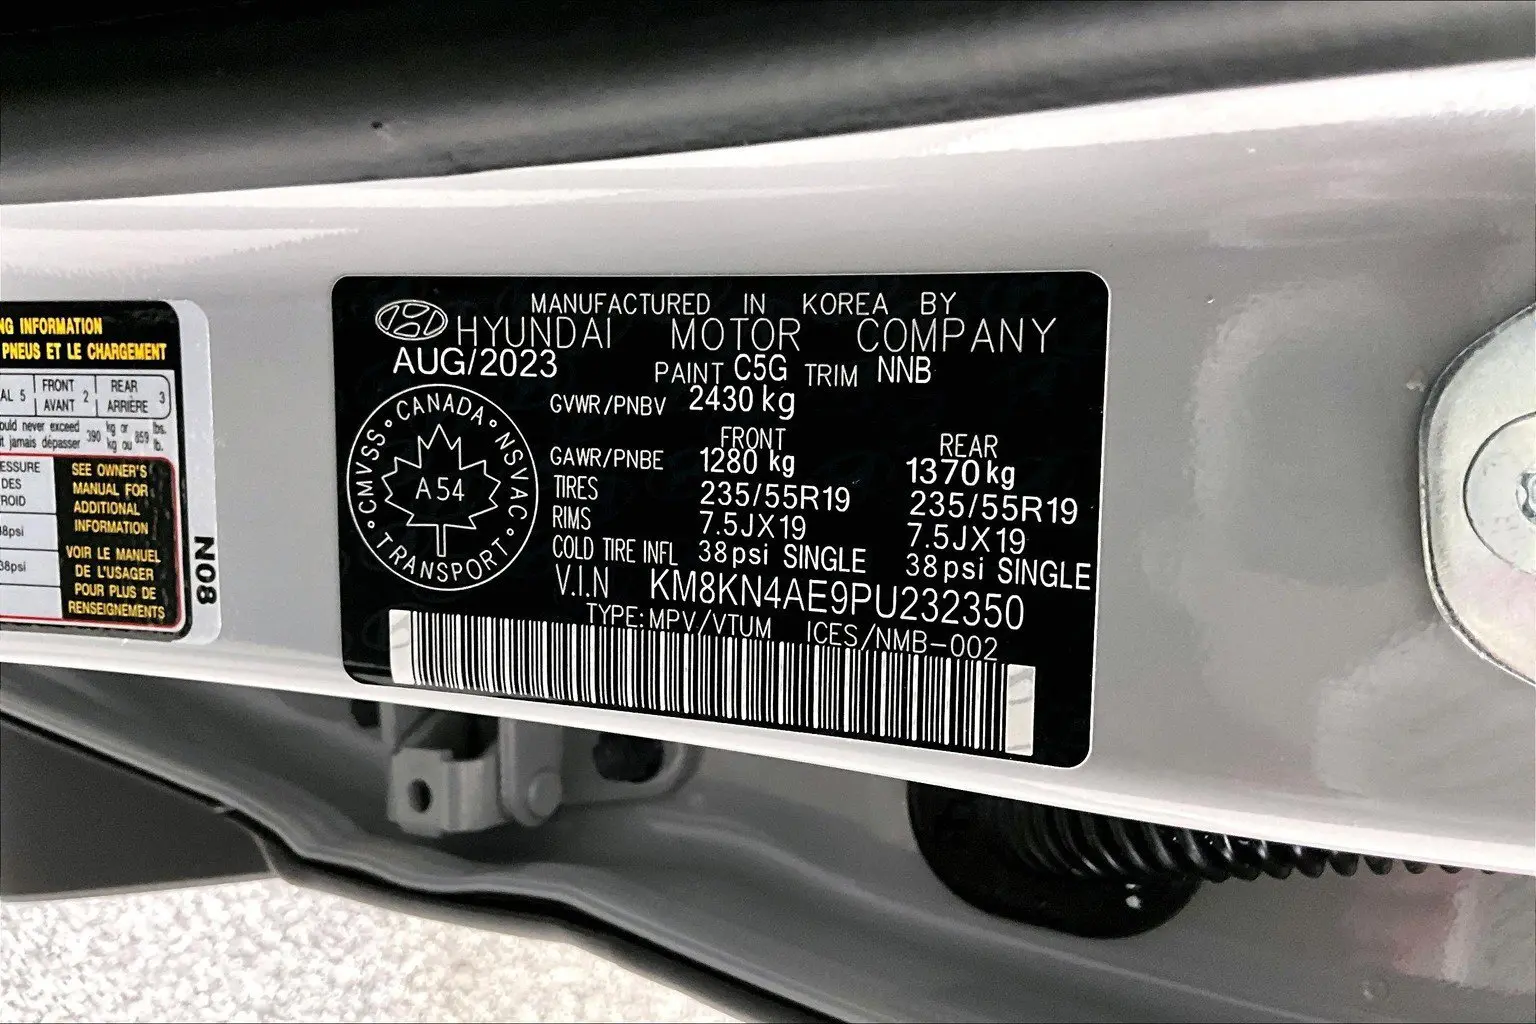 NG INFORMATION
PNEUS ET LE CHARGEMENT
AL 5 FRONT AVANT 2 REAR ARRIÈRE 3
ould never exceed 390 kg or 859 lbs.
it jamais dépasser kg ou lb.
ESSURE
DES
ROID
38psi
38psi
SEE OWNER'S
MANUAL FOR
ADDITIONAL
INFORMATION
VOIR LE MANUEL
DE L'USAGER
POUR PLUS DE
RENSEIGNEMENTS
N08
MANUFACTURED IN KOREA BY
HYUNDAI MOTOR COMPANY
AUG/2023 PAINT C5G TRIM NNB
GVWR/PNBV 2430 kg
FRONT REAR
GAWR/PNBE 1280 kg 1370 kg
TIRES 235/55R19 235/55R19
RIMS 7.5JX19 7.5JX19
COLD TIRE INFL 38psi SINGLE 38psi SINGLE
V.I.N KM8KN4AE9PU232350
TYPE: MPV/VTUM ICES/NMB-002
CANADA • NSVAC • TRANSPORT • CMVSS •
A54